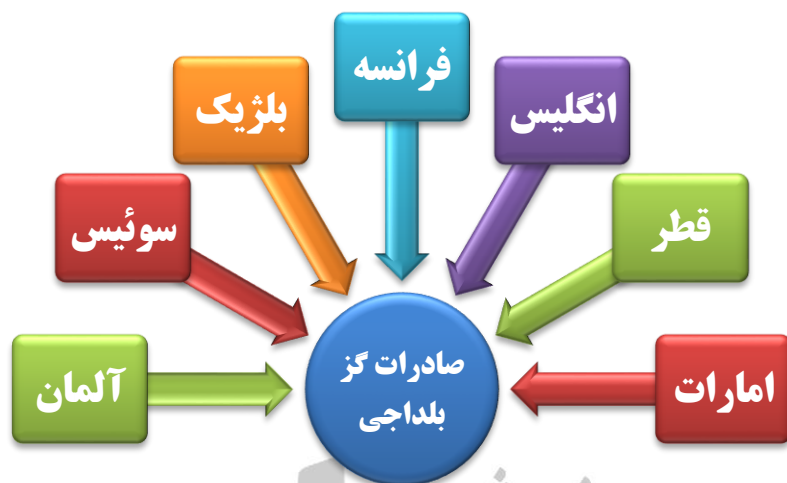 فرانسه
انگلیس
بلژیک
قطر
سوئیس
امارات
آلمان
صادرات گز
بلداجی